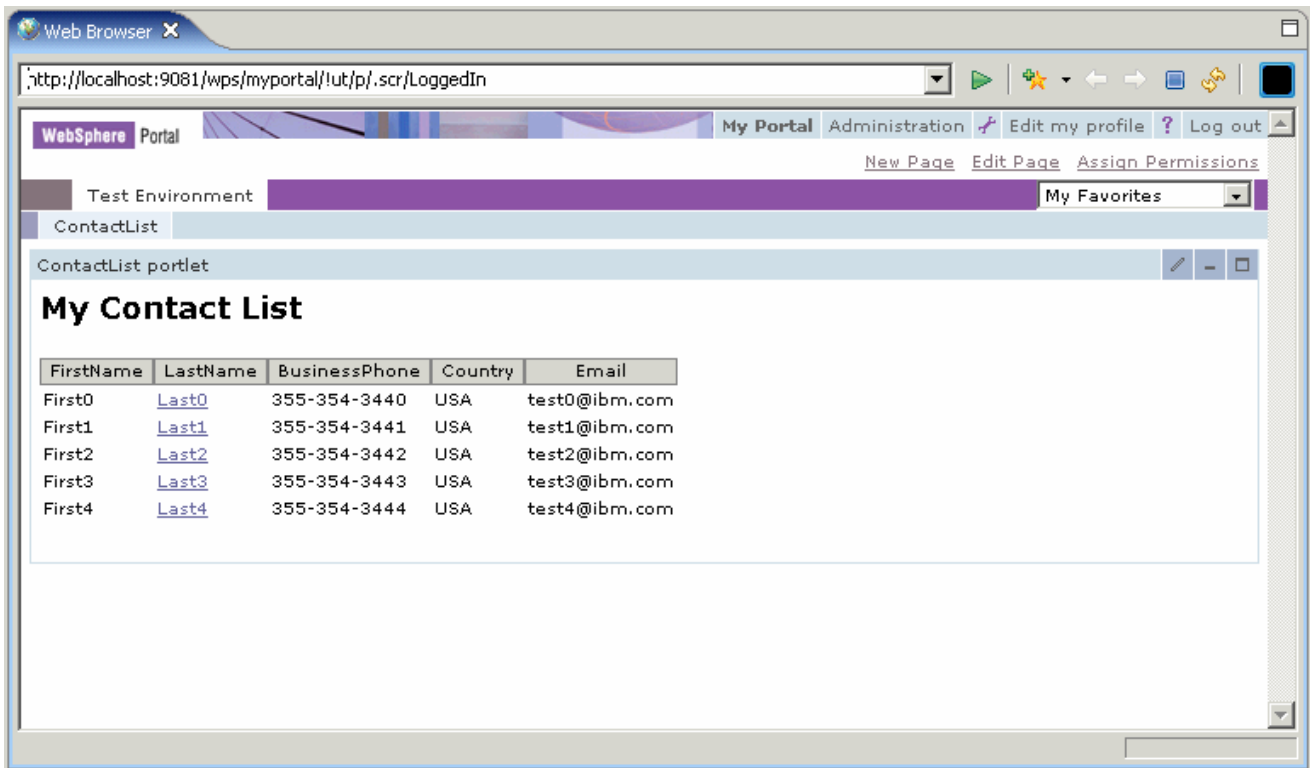 Web Browser
http://localhost:9081/wps/myportal/!ut/p/.scr/LoggedIn
WebSphere Portal
My Portal Administration Edit my profile ? Log out
New Page Edit Page Assign Permissions
Test Environment My Favorites
ContactList
ContactList portlet
My Contact List
FirstName LastName BusinessPhone Country Email
First0 Last0 355-354-3440 USA test0@ibm.com
First1 Last1 355-354-3441 USA test1@ibm.com
First2 Last2 355-354-3442 USA test2@ibm.com
First3 Last3 355-354-3443 USA test3@ibm.com
First4 Last4 355-354-3444 USA test4@ibm.com